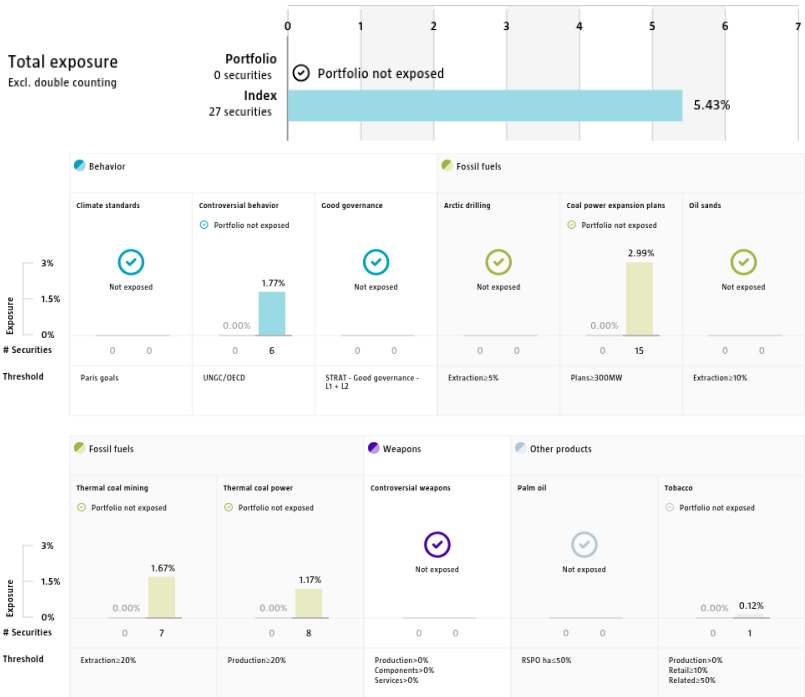 0 1 2 3 4 5 6 7
Total exposure
Excl. double counting
Portfolio
0 securities
Portfolio not exposed
Index
27 securities
5.43%
Behavior
Fossil fuels
Climate standards
Controversial behavior
Good governance
Arctic drilling
Coal power expansion plans
Oil sands
Portfolio not exposed
Portfolio not exposed
Exposure
3%
1.5%
0%
Not exposed
0.00%
1.77%
Not exposed
Not exposed
0.00%
2.99%
Not exposed
# Securities
0 0
0 6
0 0
0 0
0 15
0 0
Threshold
Paris goals
UNGC/OECD
STRAT - Good governance -
L1 + L2
Extraction≥5%
Plans≥300MW
Extraction≥10%
Fossil fuels
Weapons
Other products
Thermal coal mining
Thermal coal power
Controversial weapons
Palm oil
Tobacco
Portfolio not exposed
Portfolio not exposed
Portfolio not exposed
Exposure
3%
1.5%
0%
0.00%
1.67%
0.00%
1.17%
Not exposed
Not exposed
0.00%
0.12%
# Securities
0 7
0 8
0 0
0 0
0 1
Threshold
Extraction≥20%
Production≥20%
Production>0%
Components>0%
Services>0%
RSPO ha≤50%
Production>0%
Retail≥10%
Related≥50%